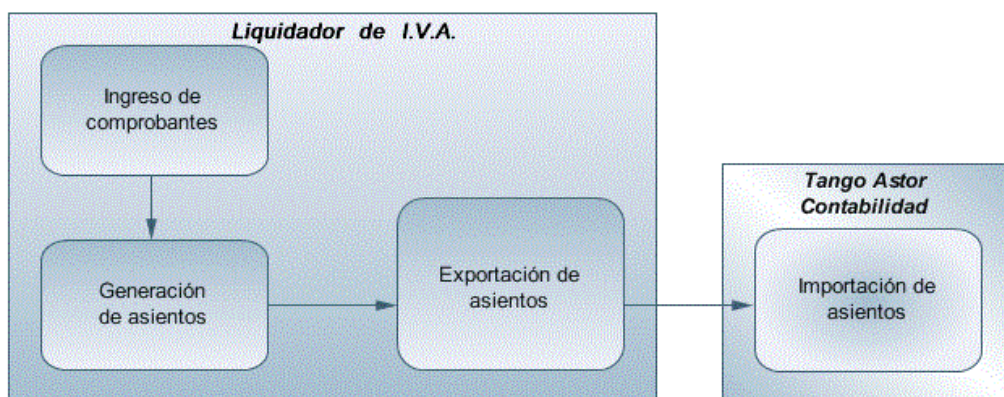 Liquidador de I.V.A.
Ingreso de
comprobantes
Generación
de asientos
Exportación de
asientos
Tango Astor
Contabilidad
Importación de
asientos